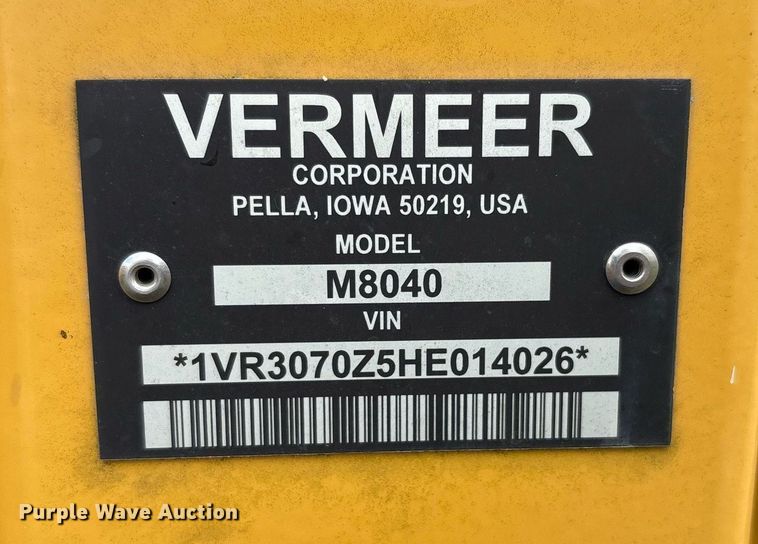 VERMEER
CORPORATION
PELLA, IOWA 50219, USA
MODEL
M8040
VIN
*1VR3070Z5HE014026*
Purple Wave Auction